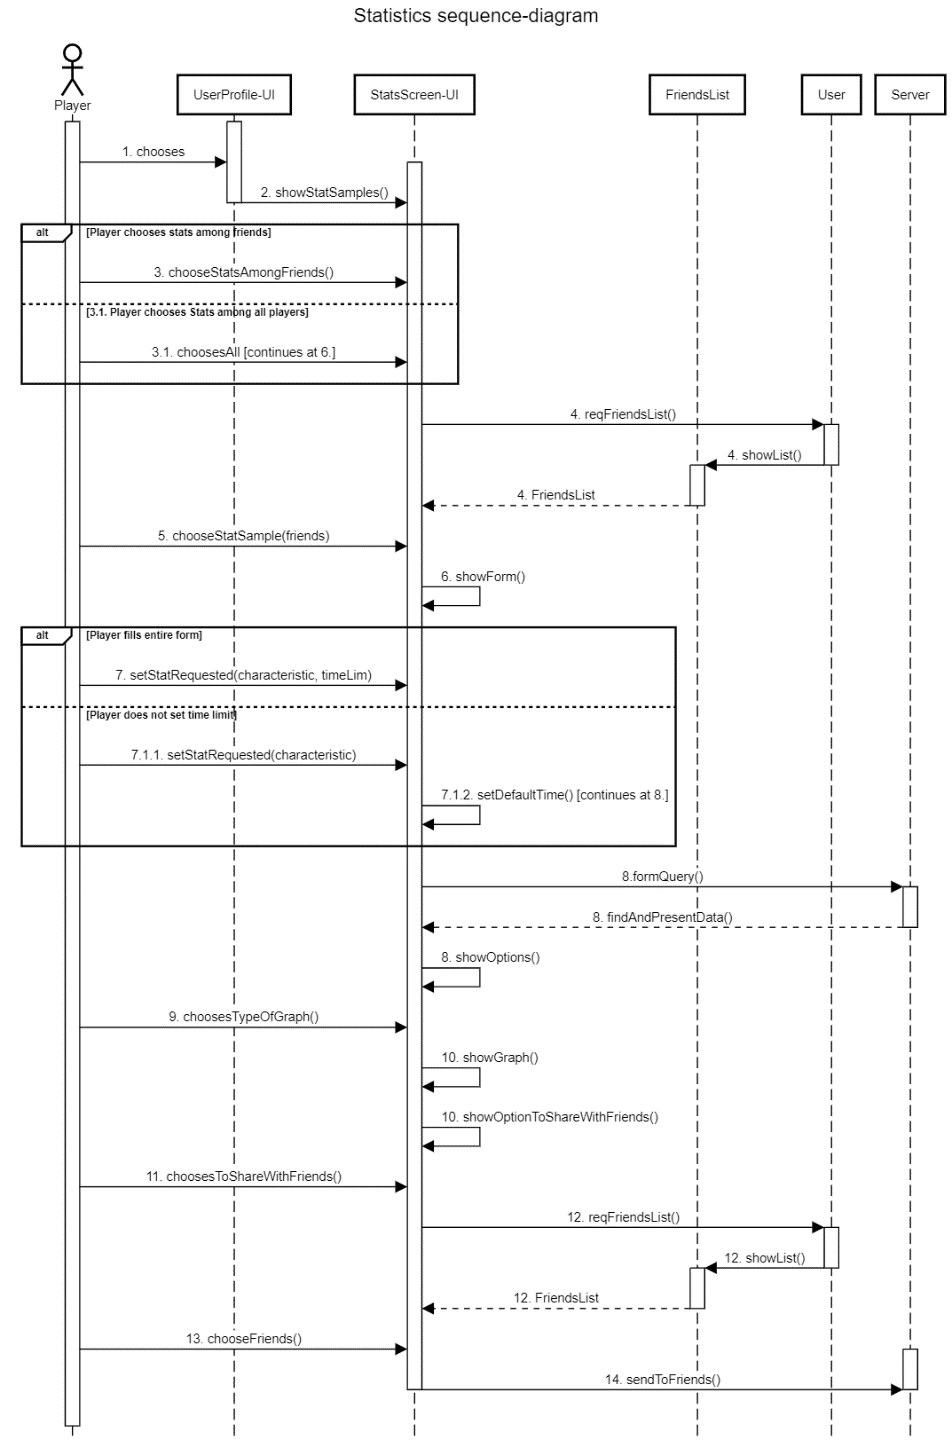 Statistics sequence-diagram
Player
UserProfile-UI
StatsScreen-UI
FriendsList
User
Server
1. chooses
2. showStatSamples()
alt
[Player chooses stats among friends]
3. chooseStatsAmongFriends()
[3.1. Player chooses Stats among all players]
3.1. choosesAll [continues at 6.]
4. reqFriendsList()
4. showList()
4. FriendsList
5. chooseStatSample(friends)
6. showForm()
alt
[Player fills entire form]
7. setStatRequested(characteristic, timeLim)
[Player does not set time limit]
7.1.1. setStatRequested(characteristic)
7.1.2. setDefaultTime() [continues at 8.]
8.formQuery()
8. findAndPresentData()
8. showOptions()
9. choosesTypeOfGraph()
10. showGraph()
10. showOptionToShareWithFriends()
11. choosesToShareWithFriends()
12. reqFriendsList()
12. showList()
12. FriendsList
13. chooseFriends()
14. sendToFriends()